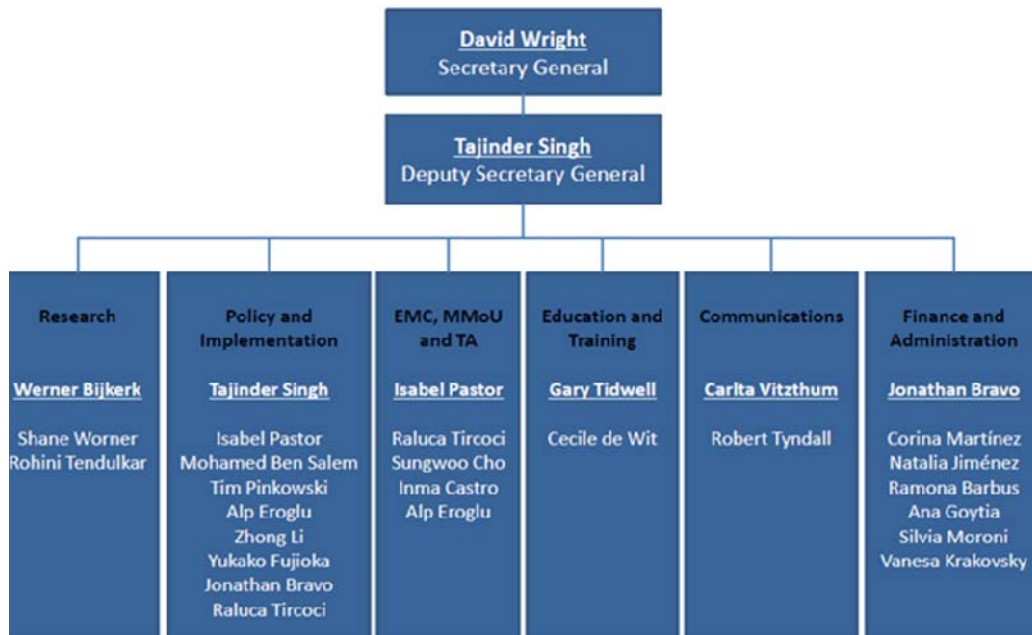 David Wright
Secretary General
Tajinder Singh
Deputy Secretary General
Research
Werner Bijkerk
Shane Worner
Rohini Tendulkar
Policy and
Implementation
Tajinder Singh
Isabel Pastor
Mohamed Ben Salem
Tim Pinkowski
Alp Eroglu
Zhong Li
Yukako Fujioka
Jonathan Bravo
Raluca Tircoci
EMC, MMoU
and TA
Isabel Pastor
Raluca Tircoci
Sungwoo Cho
Inma Castro
Alp Eroglu
Education and
Training
Gary Tidwell
Cecile de Wit
Communications
Carlta Vitzthum
Robert Tyndall
Finance and
Administration
Jonathan Bravo
Corina Martínez
Natalia Jiménez
Ramona Barbus
Ana Goytia
Silvia Moroni
Vanesa Krakovsky